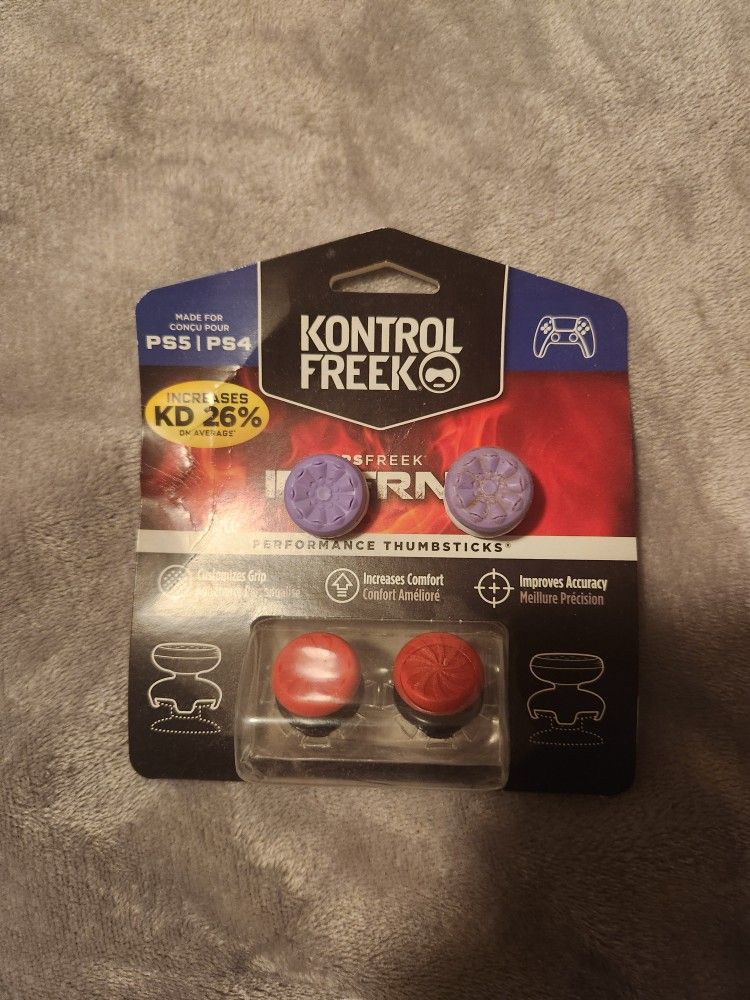 MADE FOR
CONÇU POUR
PS5 | PS4
KONTROL
FREEK
INCREASES
KD 26%
ON AVERAGE*
PERFORMANCE THUMBSTICKS®
Customizes Grip
Increases Comfort
Confort Amélioré
Improves Accuracy
Meillure Précision